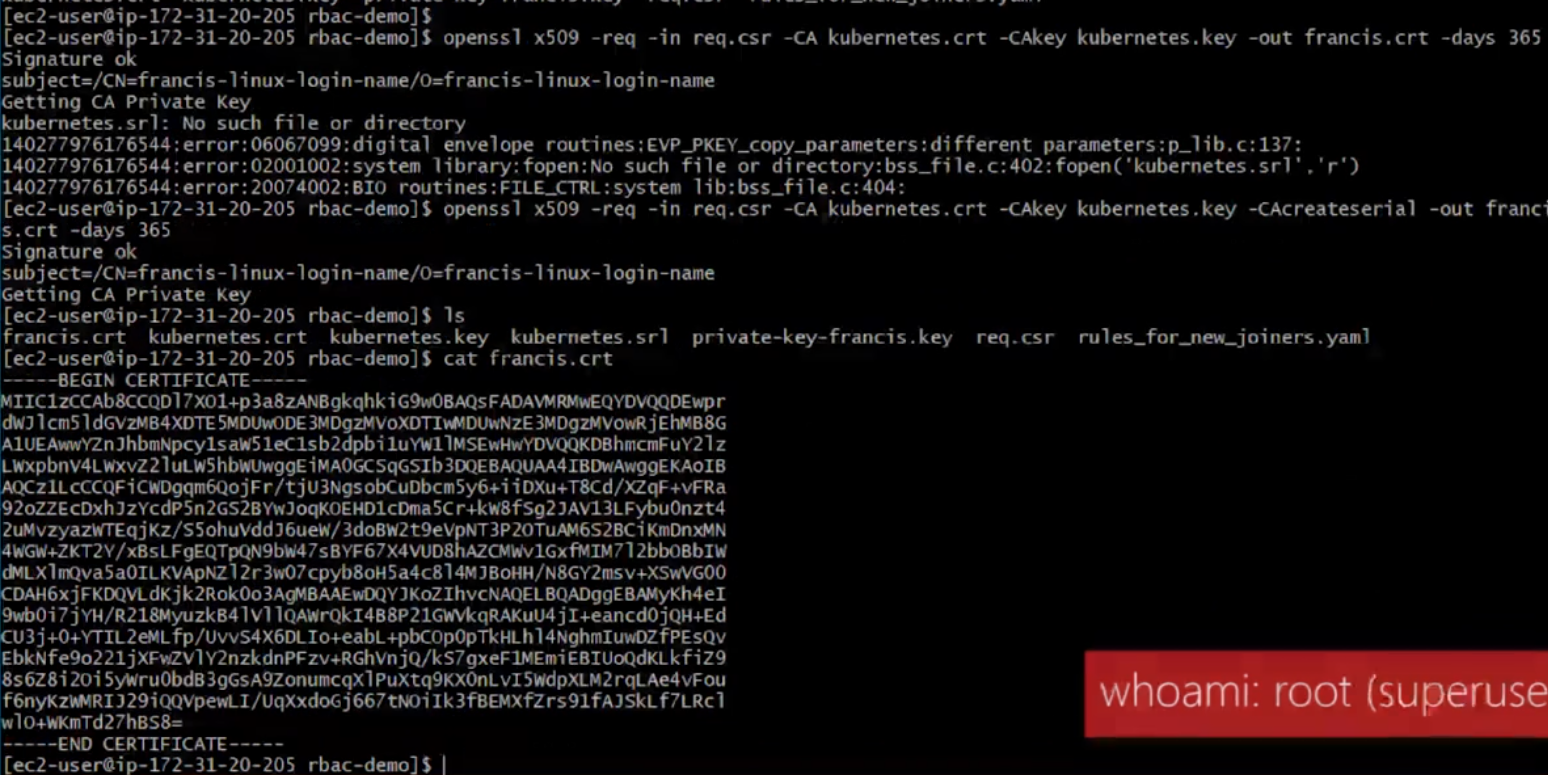 [ec2-user@ip-172-31-20-205 rbac-demo]$
[ec2-user@ip-172-31-20-205 rbac-demo]$ openssl x509 -req -in req.csr -CA kubernetes.crt -CAkey kubernetes.key -out francis.crt -days 365
Signature ok
subject=/CN=francis-linux-login-name/O=francis-linux-login-name
Getting CA Private Key
kubernetes.srl: No such file or directory
140277976176544:error:06067099:digital envelope routines:EVP_PKEY_copy_parameters:different parameters:p_lib.c:137:
140277976176544:error:02001002:system library:fopen:No such file or directory:bss_file.c:402:fopen('kubernetes.srl','r')
140277976176544:error:20074002:BIO routines:FILE_CTRL:system lib:bss_file.c:404:
[ec2-user@ip-172-31-20-205 rbac-demo]$ openssl x509 -req -in req.csr -CA kubernetes.crt -CAkey kubernetes.key -CAcreateserial -out franci
s.crt -days 365
Signature ok
subject=/CN=francis-linux-login-name/O=francis-linux-login-name
Getting CA Private Key
[ec2-user@ip-172-31-20-205 rbac-demo]$ ls
francis.crt kubernetes.crt kubernetes.key kubernetes.srl private-key-francis.key req.csr rules_for_new_joiners.yaml
[ec2-user@ip-172-31-20-205 rbac-demo]$ cat francis.crt
-----BEGIN CERTIFICATE-----
MIIC1zCCAb8CCQDl7XO1+p3a8zANBgkqhkiG9w0BAQsFADAVMRMwEQYDVQQDEwpr
dWJlcm5ldGVzMB4XDTE5MDUwODE3MDgzMVoXDTIwMDUwNzE3MDgzMVowRjEhMB8G
A1UEAwwYZnJhbmNpcy1saW51eC1sb2dpbi1uYW1lMSEwHwYDVQQKDBhmcmFuY2lz
LWxpbnV4LWxvZ2luLW5hbWUwggEiMA0GCSqGSIb3DQEBAQUAA4IBDwAwggEKAoIB
AQCz1LcCCQFiCWDgqm6QojFr/tjU3NgsobCuDbcm5y6+iiDXu+T8Cd/XZqF+vFRa
92oZZEcDxhJzYcdP5n2GS2BYwJoqKOEHD1cDma5Cr+kW8fSg2JAV13LFybu0nzt4
2uMvzyazWTEqjKz/S5ohuVddJ6ueW/3doBW2t9eVpNT3P2OTuAM6S2BCiKmDnxMN
4WGW+ZKT2Y/xBsLFgEQTpQN9bW47sBYF67X4VUD8hAZCMWv1GxfMIM7l2bbOBbIW
dMLXlmQva5a0ILKVApNZl2r3w07cpyb8oH5a4c8l4MJBoHH/N8GY2msv+XSwVG0O
CDAH6xjFKDQVLdKjk2Rok0o3AgMBAAEwDQYJKoZIhvcNAQELBQADggEBAMyKh4eI
9wb0i7jYH/R218MyuzkB4lVllQAWrQkI4B8P21GWVkqRAKuU4jI+eancd0jQH+Ed
CU3j+0+YTIL2eMLfp/UvvS4X6DLIo+eabL+pbCOp0pTkHLhl4NghmIuwDZfPEsQv
EbkNfe9o221jXFwZVlY2nzkdnPFzv+RGhVnjQ/kS7gxeF1MEmiEBIUoQdKLkfiZ9
8s6Z8i2Oi5yWru0bdB3gGsA9ZonumcqXlPuXtq9KX0nLvI5WdpXLM2rqLAe4vFou
f6nyKzWMRIJ29iQQVpewLI/UqXxdoGj667tNOiIk3fBEMXfZrs91fAJSkLf7LRcl
wlO+WKmTd27hBS8=
-----END CERTIFICATE-----
[ec2-user@ip-172-31-20-205 rbac-demo]$
whoami: root (superuse